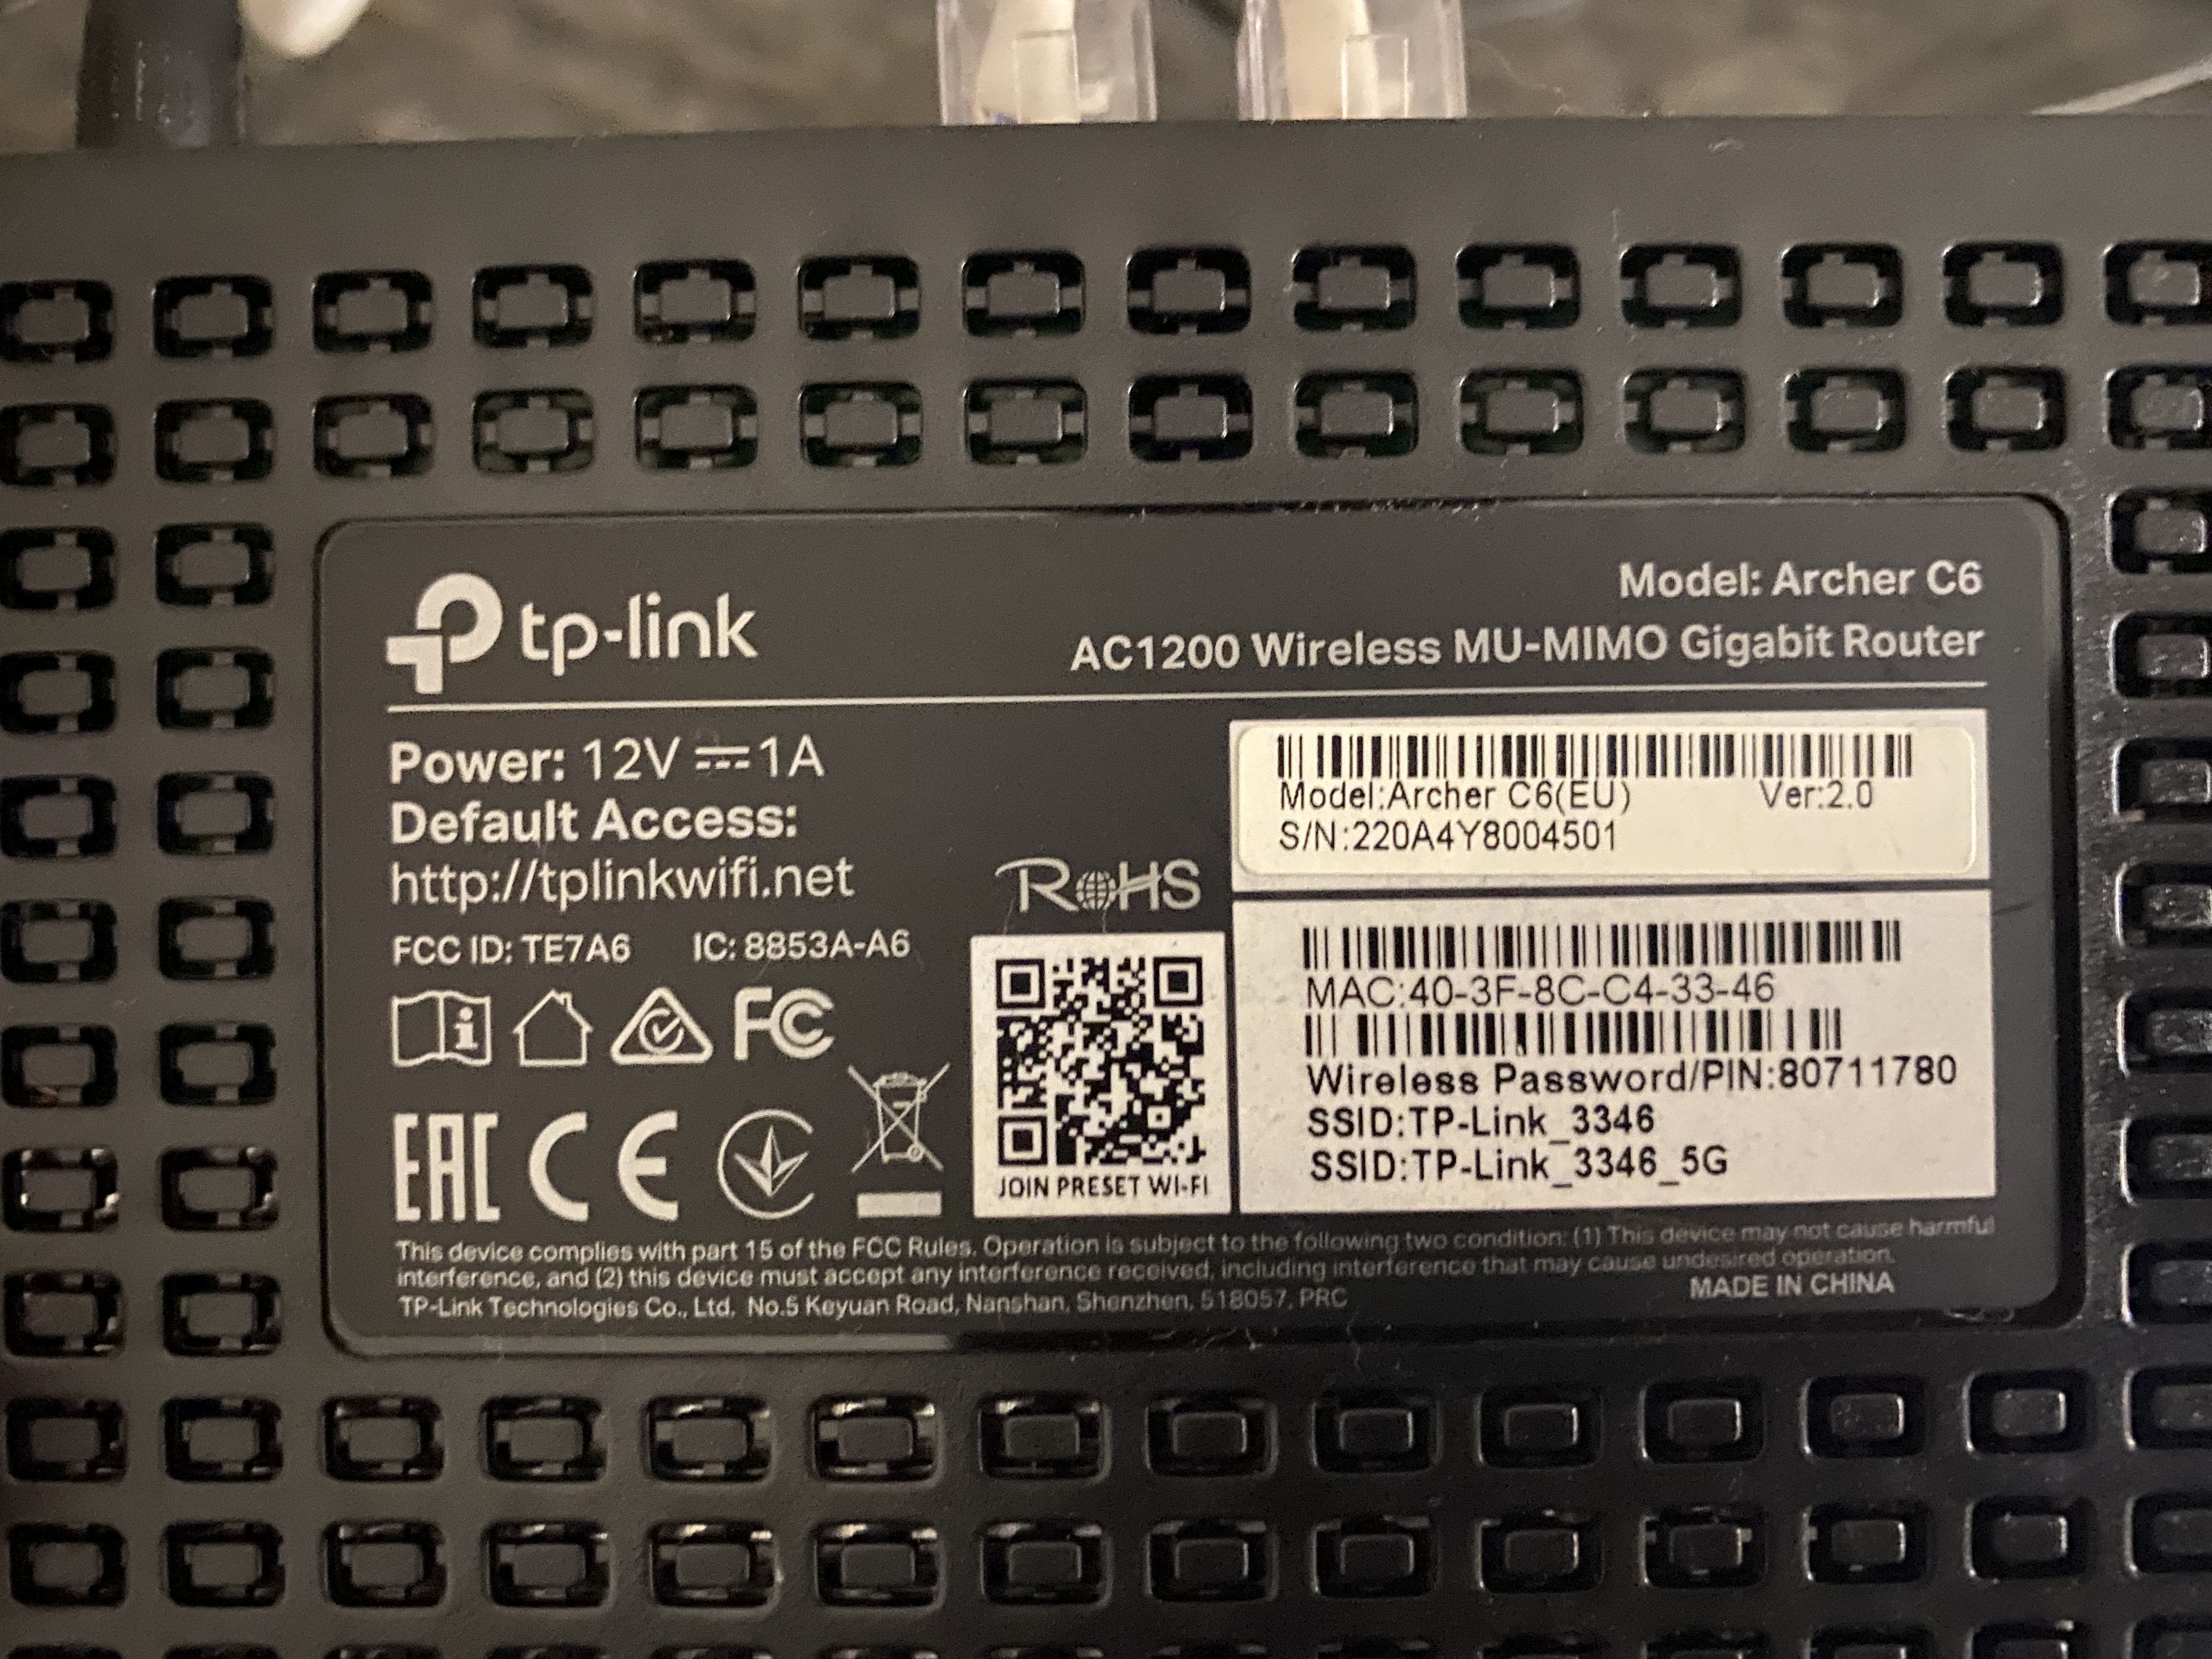 tp-link
Model: Archer C6
AC1200 Wireless MU-MIMO Gigabit Router
Power: 12V ⎓ 1A
Default Access:
http://tplinkwifi.net
FCC ID: TE7A6 IC: 8853A-A6
FC
EAC CE
RoHS
JOIN PRESET WI-FI
Model:Archer C6(EU) Ver:2.0
S/N:220A4Y8004501
MAC:40-3F-8C-C4-33-46
Wireless Password/PIN:80711780
SSID:TP-Link_3346
SSID:TP-Link_3346_5G
This device complies with part 15 of the FCC Rules. Operation is subject to the following two condition: (1) This device may not cause harmful
interference, and (2) this device must accept any interference received, including interference that may cause undesired operation.
TP-Link Technologies Co., Ltd. No.5 Keyuan Road, Nanshan, Shenzhen, 518057, PRC
MADE IN CHINA